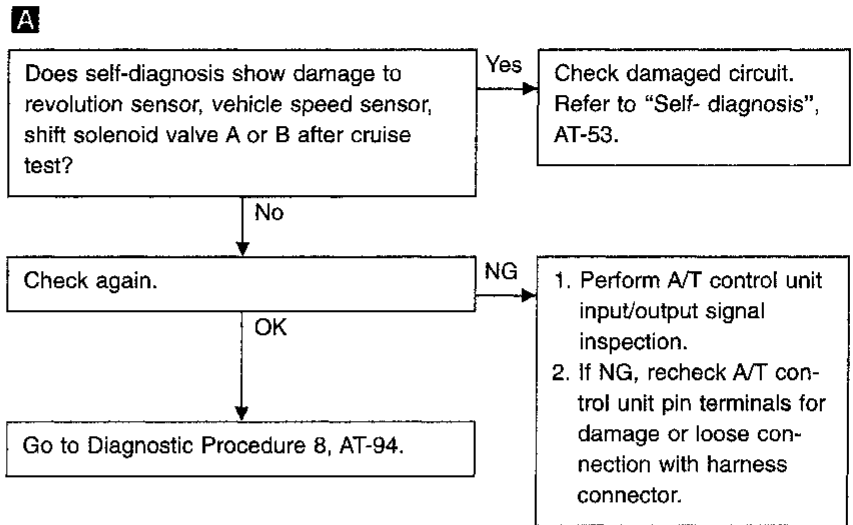 A
Does self-diagnosis show damage to
revolution sensor, vehicle speed sensor,
shift solenoid valve A or B after cruise
test?
Yes
Check damaged circuit.
Refer to “Self- diagnosis”,
AT-53.
No
Check again.
NG
1. Perform A/T control unit
input/output signal
inspection.
2. If NG, recheck A/T con-
trol unit pin terminals for
damage or loose con-
nection with harness
connector.
OK
Go to Diagnostic Procedure 8, AT-94.